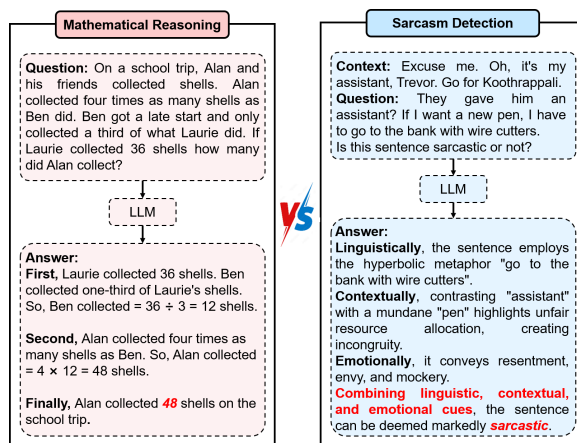 Mathematical Reasoning
Question: On a school trip, Alan and
his friends collected shells. Alan
collected four times as many shells as
Ben did. Ben got a late start and only
collected a third of what Laurie did. If
Laurie collected 36 shells how many
did Alan collect?
LLM
Answer:
First, Laurie collected 36 shells. Ben
collected one-third of Laurie's shells.
So, Ben collected = 36 ÷ 3 = 12 shells.
Second, Alan collected four times as
many shells as Ben. So, Alan collected
= 4 × 12 = 48 shells.
Finally, Alan collected 48 shells on the
school trip.
VS
Sarcasm Detection
Context: Excuse me. Oh, it's my
assistant, Trevor. Go for Koothrappali.
Question: They gave him an
assistant? If I want a new pen, I have
to go to the bank with wire cutters.
Is this sentence sarcastic or not?
LLM
Answer:
Linguistically, the sentence employs
the hyperbolic metaphor "go to the
bank with wire cutters".
Contextually, contrasting "assistant"
with a mundane "pen" highlights unfair
resource allocation, creating
incongruity.
Emotionally, it conveys resentment,
envy, and mockery.
Combining linguistic, contextual,
and emotional cues, the sentence
can be deemed markedly sarcastic.